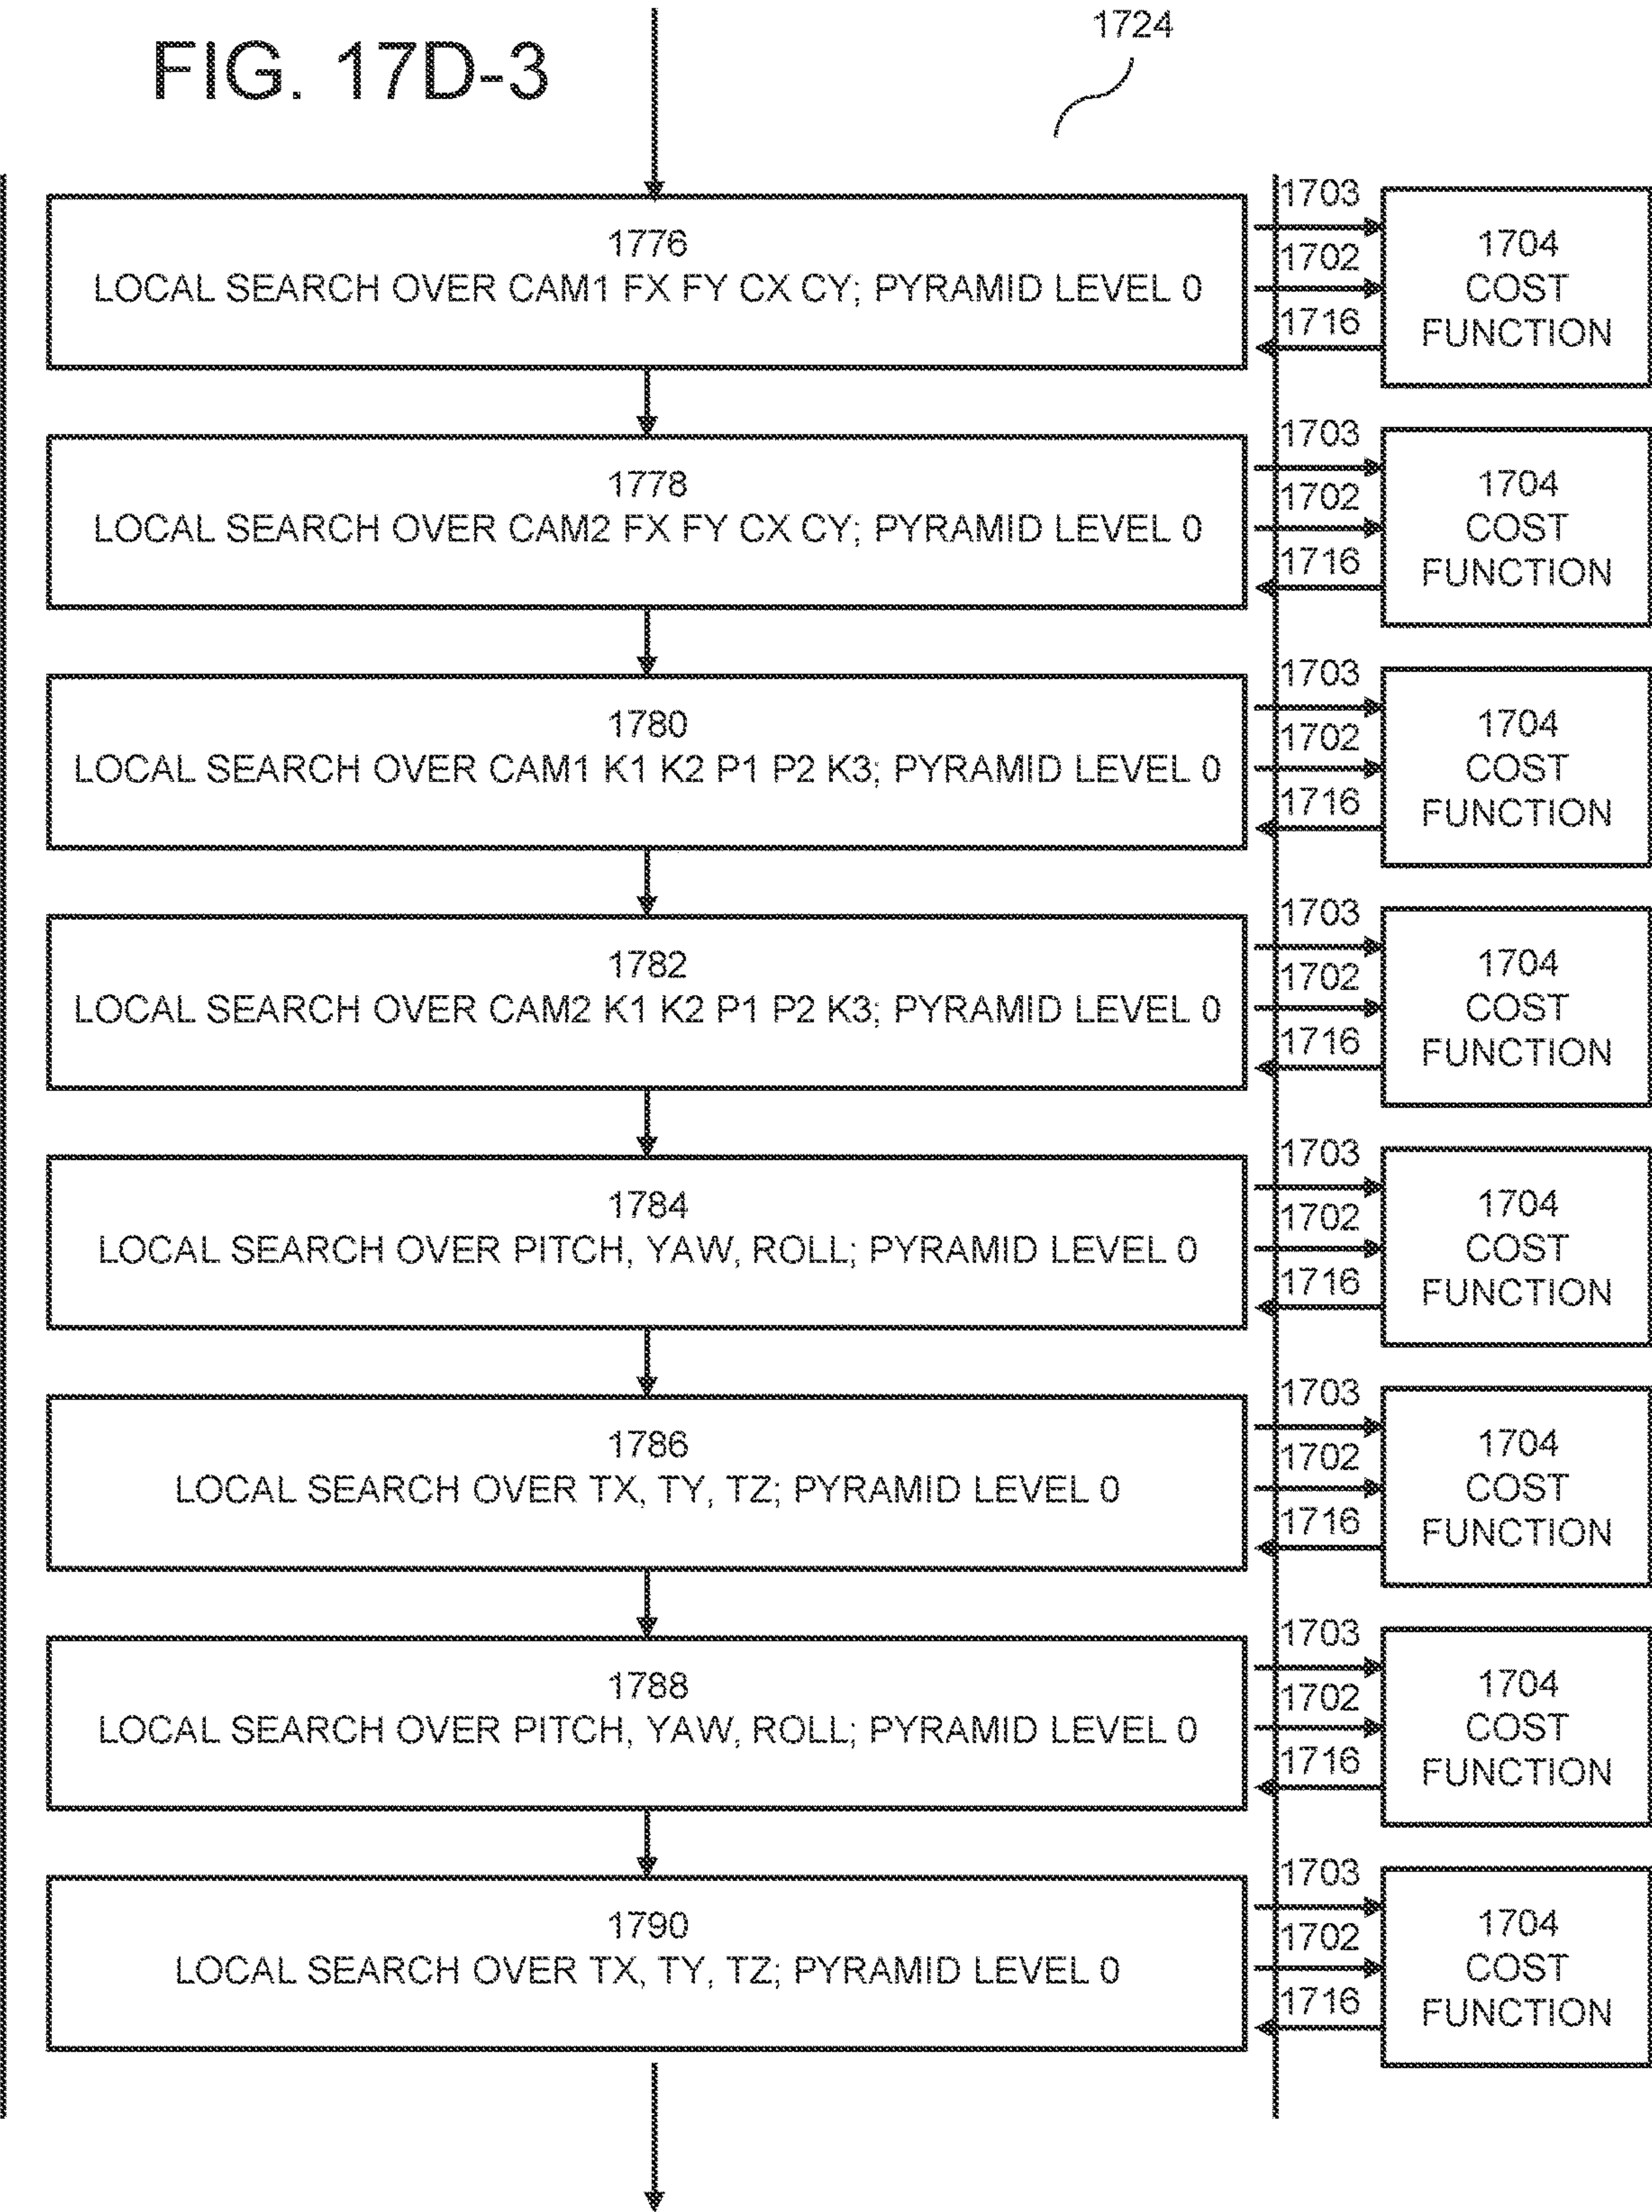 FIG. 17D-3
1724
1776
LOCAL SEARCH OVER CAM1 FX FY CX CY; PYRAMID LEVEL 0
1703
1702
1716
1704
COST
FUNCTION
1778
LOCAL SEARCH OVER CAM2 FX FY CX CY; PYRAMID LEVEL 0
1703
1702
1716
1704
COST
FUNCTION
1780
LOCAL SEARCH OVER CAM1 K1 K2 P1 P2 K3; PYRAMID LEVEL 0
1703
1702
1716
1704
COST
FUNCTION
1782
LOCAL SEARCH OVER CAM2 K1 K2 P1 P2 K3; PYRAMID LEVEL 0
1703
1702
1716
1704
COST
FUNCTION
1784
LOCAL SEARCH OVER PITCH, YAW, ROLL; PYRAMID LEVEL 0
1703
1702
1716
1704
COST
FUNCTION
1786
LOCAL SEARCH OVER TX, TY, TZ; PYRAMID LEVEL 0
1703
1702
1716
1704
COST
FUNCTION
1788
LOCAL SEARCH OVER PITCH, YAW, ROLL; PYRAMID LEVEL 0
1703
1702
1716
1704
COST
FUNCTION
1790
LOCAL SEARCH OVER TX, TY, TZ; PYRAMID LEVEL 0
1703
1702
1716
1704
COST
FUNCTION